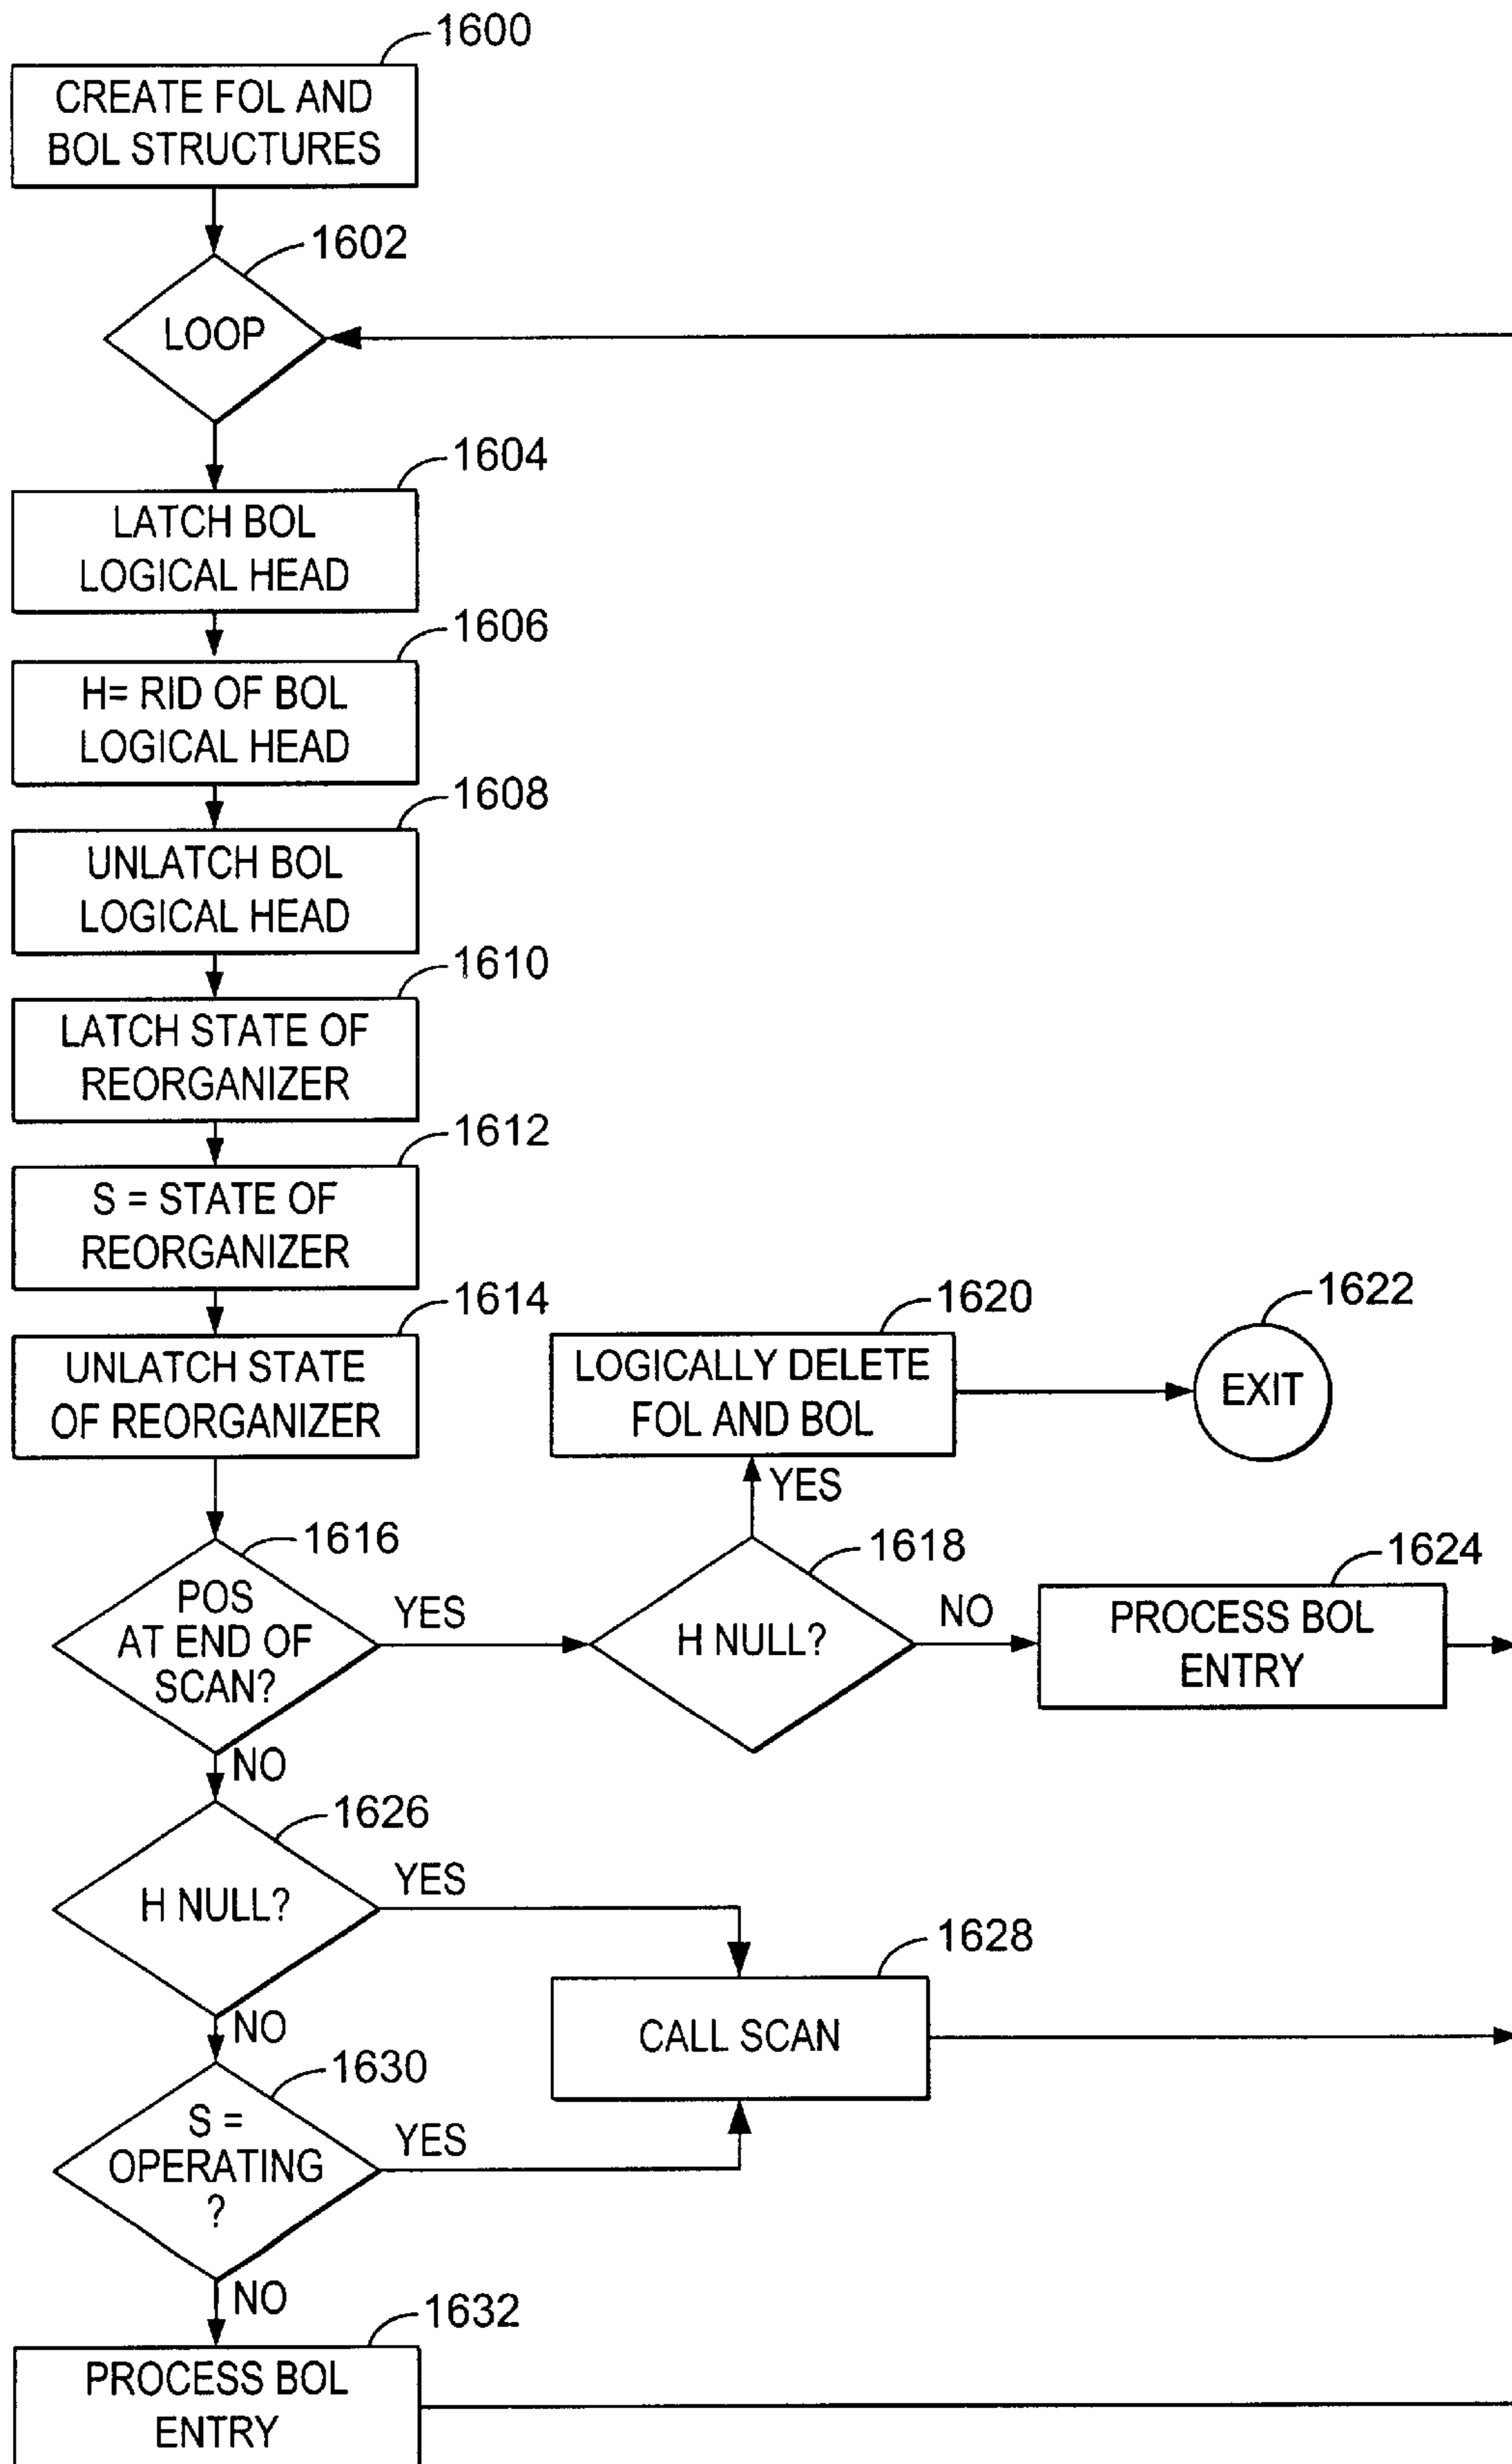 1600
CREATE FOL AND
BOL STRUCTURES
1602
LOOP
1604
LATCH BOL
LOGICAL HEAD
1606
H= RID OF BOL
LOGICAL HEAD
1608
UNLATCH BOL
LOGICAL HEAD
1610
LATCH STATE OF
REORGANIZER
1612
S = STATE OF
REORGANIZER
1614
UNLATCH STATE
OF REORGANIZER
1620
LOGICALLY DELETE
FOL AND BOL
1622
EXIT
YES
1616
POS
AT END OF
SCAN?
YES
1618
H NULL?
NO
1624
PROCESS BOL
ENTRY
NO
1626
H NULL?
YES
1628
CALL SCAN
NO
1630
S =
OPERATING
?
YES
NO
1632
PROCESS BOL
ENTRY